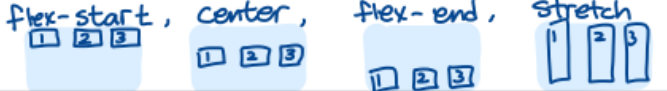 flex-start, center, flex-end, stretch
1 2 3 1 2 3 1 2 3 1 2 3